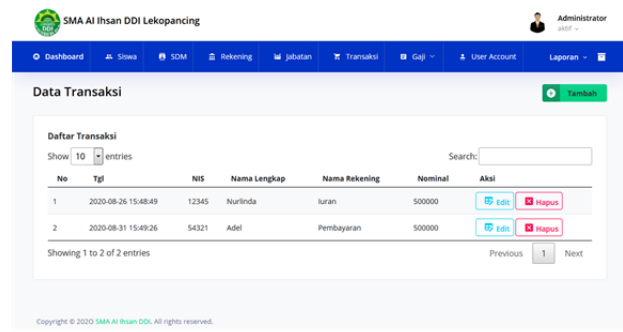 SMA Al Ihsan DDI Lekopancing
Administrator
aktif
Dashboard Siswa SDM Rekening Jabatan Transaksi Gaji User Account Laporan
Data Transaksi
Tambah
Daftar Transaksi
Show 10 entries Search:
No Tgl NIS Nama Lengkap Nama Rekening Nominal Aksi
1 2020-08-26 15:48:49 12345 Nurlinda Iuran 500000 Edit Hapus
2 2020-08-31 15:49:26 54321 Adel Pembayaran 500000 Edit Hapus
Showing 1 to 2 of 2 entries Previous 1 Next
Copyright © 2020 SMA Al Ihsan DDI. All rights reserved.